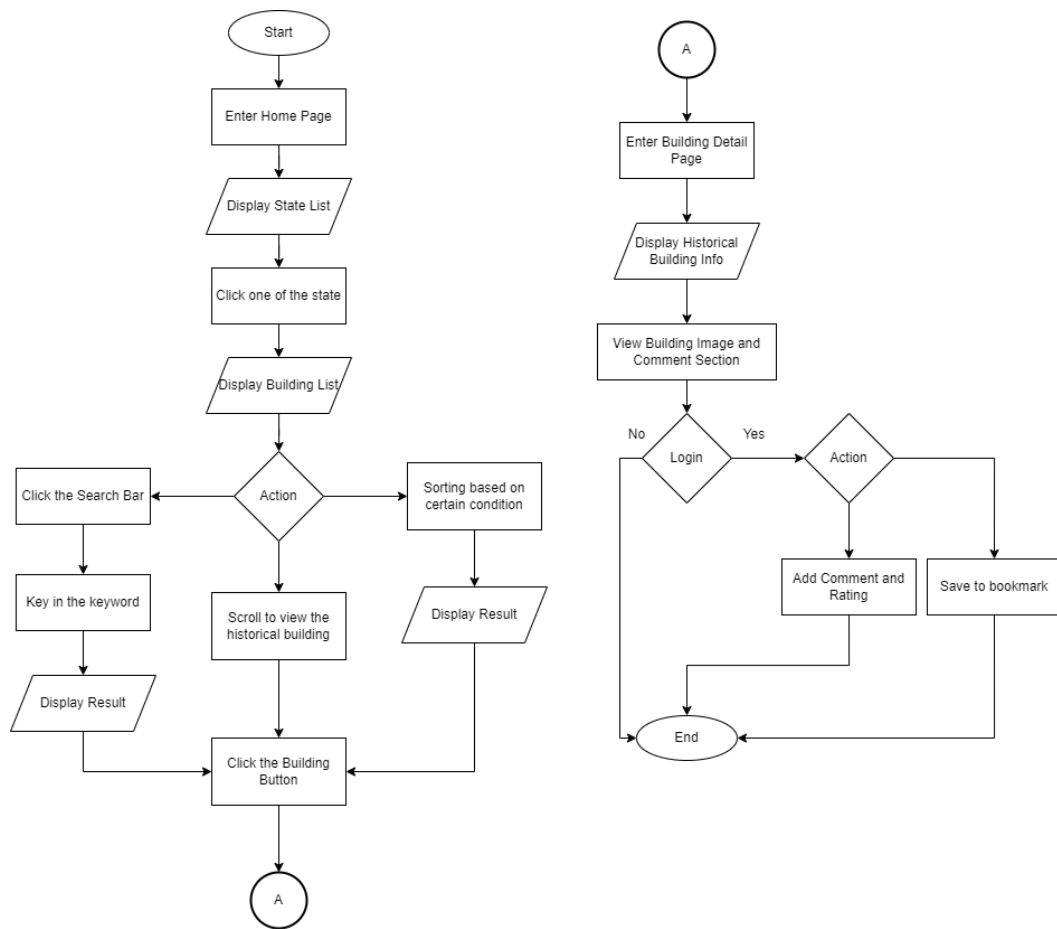 Start
Enter Home Page
Display State List
Click one of the state
Display Building List
Action
Click the Search Bar
Key in the keyword
Display Result
Scroll to view the
historical building
Sorting based on
certain condition
Display Result
Click the Building
Button
A
A
Enter Building Detail
Page
Display Historical
Building Info
View Building Image and
Comment Section
Login
No
Yes
Action
Add Comment and
Rating
Save to bookmark
End